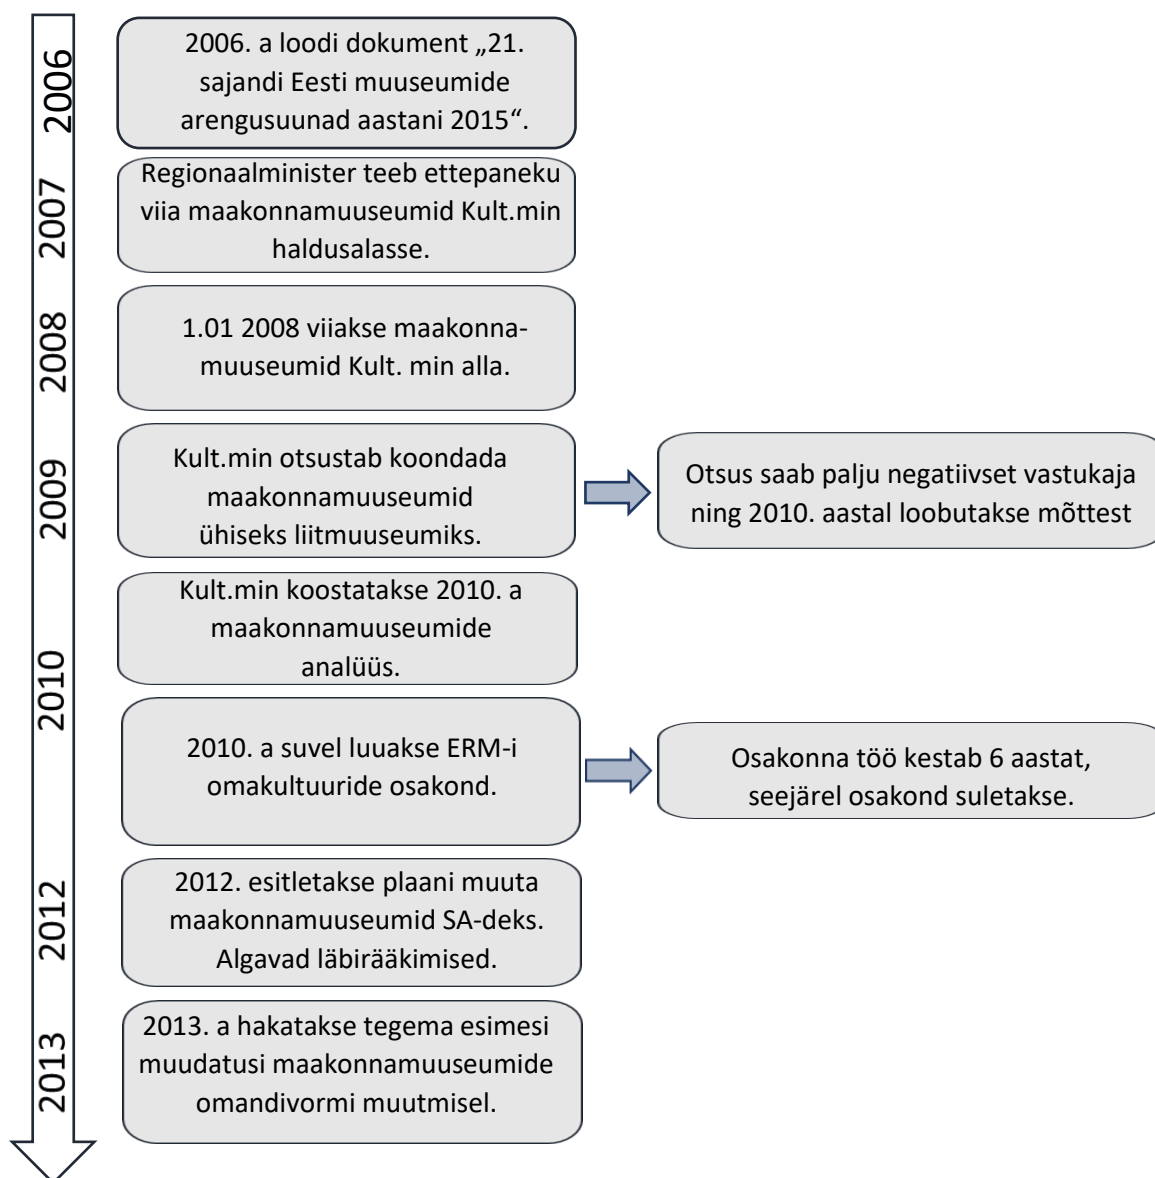 2006
2006. a loodi dokument „21.
sajandi Eesti muuseumide
arengusuunad aastani 2015“.
2007
Regionaalminister teeb ettepaneku
viia maakonnamuuseumid Kult.min
haldusalasse.
2008
1.01 2008 viiakse maakonna-
muuseumid Kult. min alla.
2009
Kult.min otsustab koondada
maakonnamuuseumid
ühiseks liitmuuseumiks.
Otsus saab palju negatiivset vastukaja
ning 2010. aastal loobutakse mõttest
2010
Kult.min koostatakse 2010. a
maakonnamuuseumide
analüüs.
2010. a suvel luuakse ERM-i
omakultuuride osakond.
Osakonna töö kestab 6 aastat,
seejärel osakond suletakse.
2012
2012. esitletakse plaani muuta
maakonnamuuseumid SA-deks.
Algavad läbirääkimised.
2013
2013. a hakatakse tegema esimesi
muudatusi maakonnamuuseumide
omandivormi muutmisel.